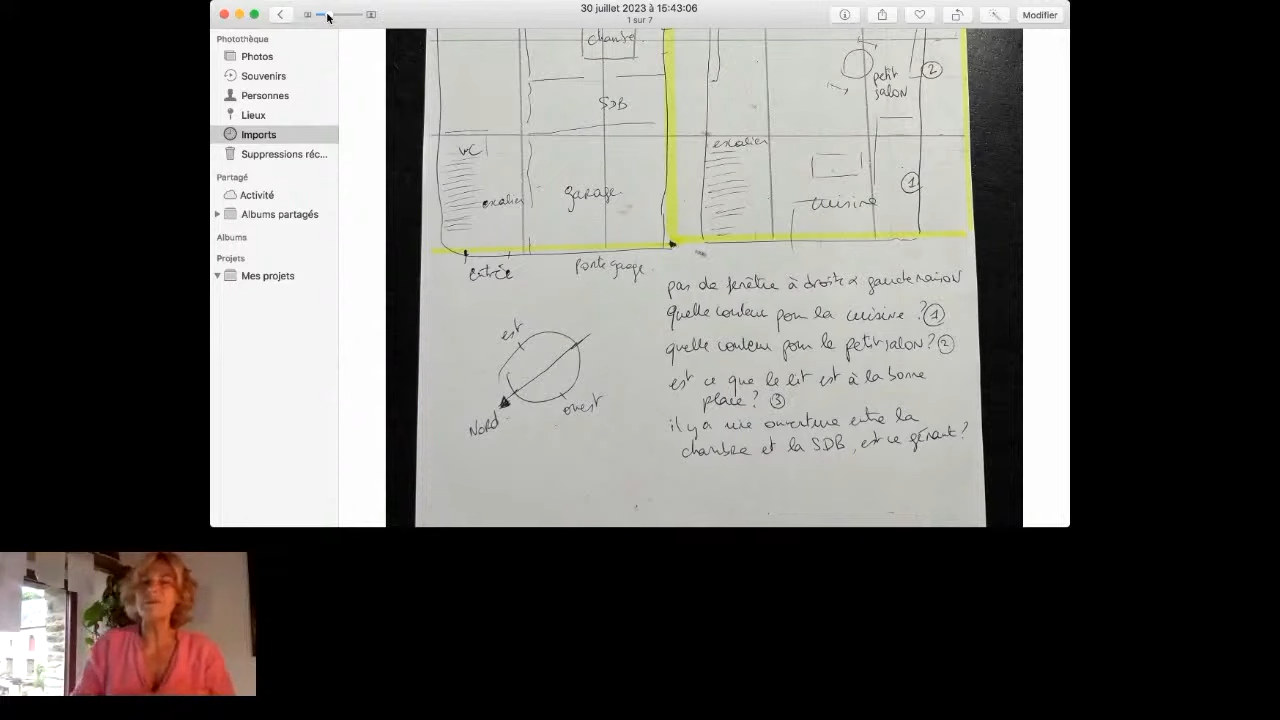 30 juillet 2023 à 16:43:06
1 sur 7
Modifier
Photothèque
Photos
Souvenirs
Personnes
Lieux
Imports
Suppressions réc...
Partagé
Activité
Albums partagés
Albums
Projets
Mes projets
chambre
SDB
WC
escalier
garage
entrée
porte garage
petit
salon
2
escalier
1
cuisine
est
ouest
Nord
pas de fenêtre à droite & gauche maison
quelle couleur pour la cuisine ? 1
quelle couleur pour le petit salon ? 2
est ce que le lit est à la bonne
place ? 3
il y a une ouverture entre la
chambre et la SDB, est ce gênant ?